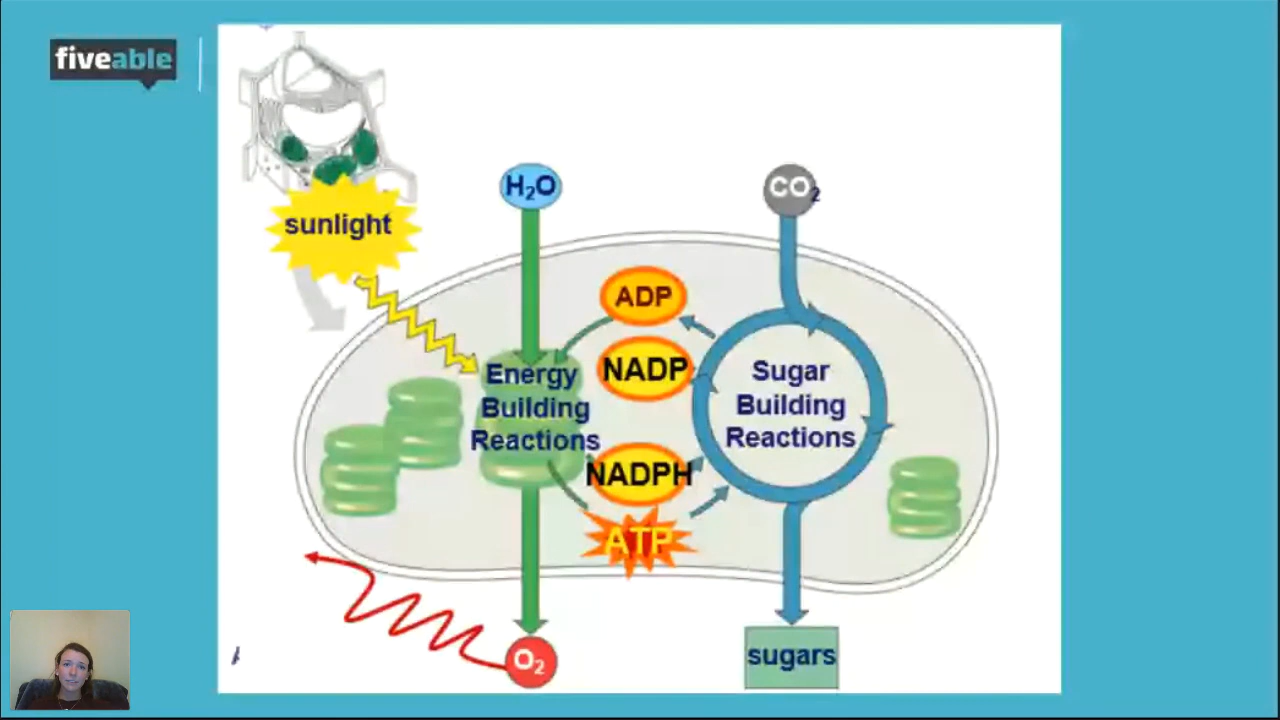 fiveable
sunlight
H₂O
CO₂
ADP
NADP
Energy
Building
Reactions
Sugar
Building
Reactions
NADPH
ATP
O₂
sugars